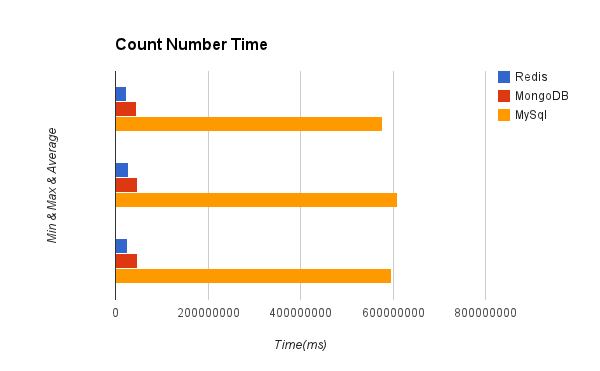 Count Number Time
Redis
MongoDB
MySql
Min & Max & Average
0
200000000
400000000
600000000
800000000
Time(ms)